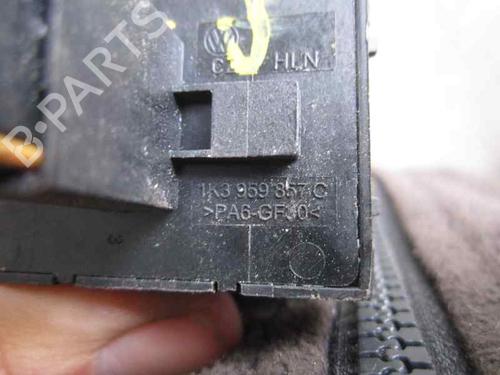 HLN
1K3 959 857 C
>PA6-GF30<
B-PARTS